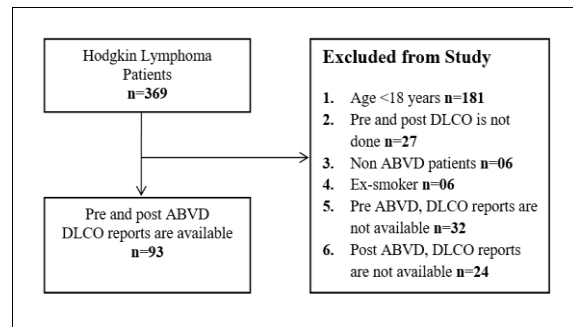 Hodgkin Lymphoma
Patients
n=369
Pre and post ABVD
DLCO reports are available
n=93
Excluded from Study
1. Age <18 years n=181
2. Pre and post DLCO is not
done n=27
3. Non ABVD patients n=06
4. Ex-smoker n=06
5. Pre ABVD, DLCO reports are
not available n=32
6. Post ABVD, DLCO reports
are not available n=24